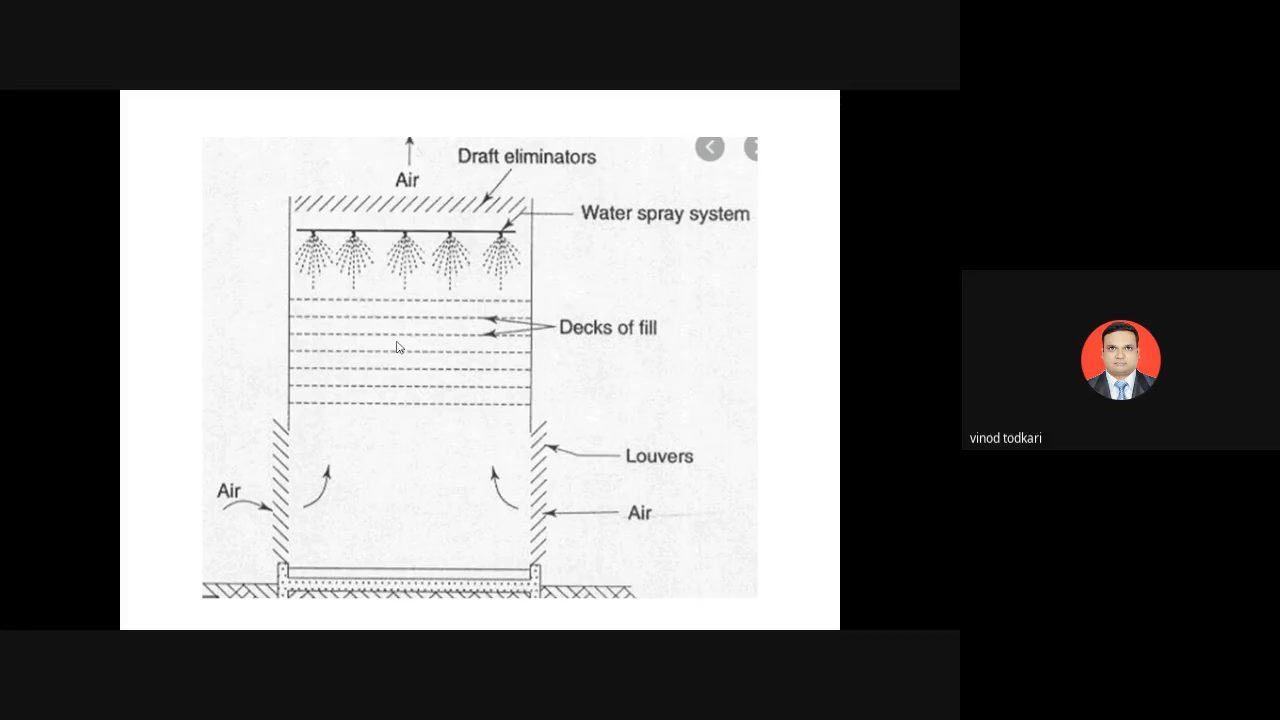 Draft eliminators
Air
Water spray system
Decks of fill
Louvers
Air
Air
vinod todkari